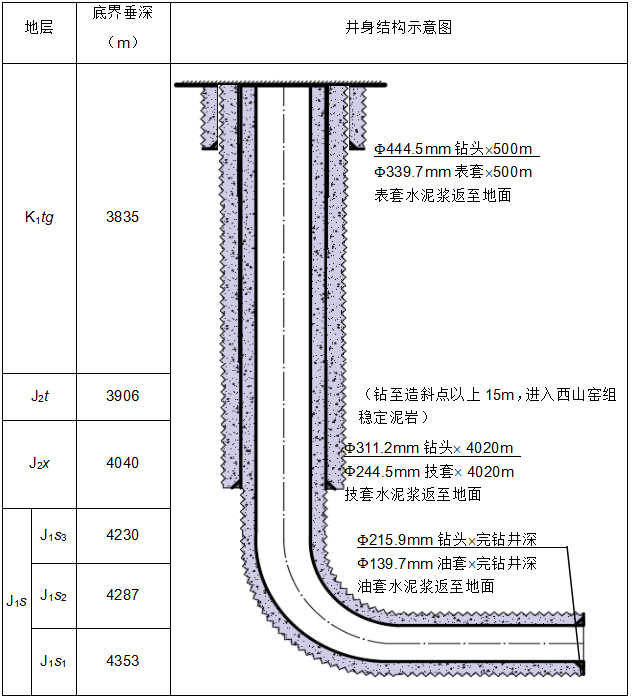 地层
底界垂深
（m）
井身结构示意图
K₁tg
3835
Φ444.5mm 钻头×500m
Φ339.7mm 表套×500m
表套水泥浆返至地面
J₂t
3906
（钻至造斜点以上 15m，进入西山窑组
稳定泥岩）
J₂x
4040
Φ311.2mm 钻头× 4020m
Φ244.5mm 技套× 4020m
技套水泥浆返至地面
J₁s
J₁s₃
4230
Φ215.9mm 钻头×完钻井深
Φ139.7mm 油套×完钻井深
油套水泥浆返至地面
J₁s₂
4287
J₁s₁
4353